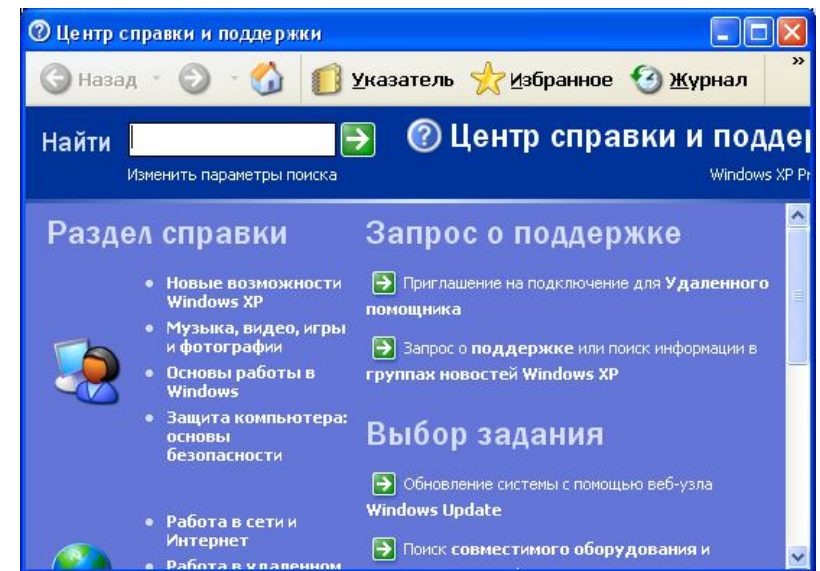 Центр справки и поддержки
Назад
Указатель Избранное Журнал »
Найти
Изменить параметры поиска
Центр справки и
Windows XP
Раздел справки
Новые возможности
Windows XP
Музыка, видео, игры
и фотографии
Основы работы в
Windows
Защита компьютера:
основы
безопасности
Работа в сети и
Интернет
Работа в удаленном
Запрос о поддержке
Приглашение на подключение для Удаленного
помощника
Запрос о поддержке или поиск информации в
группах новостей Windows XP
Выбор задания
Обновление системы с помощью веб-узла
Windows Update
Поиск совместимого оборудования и